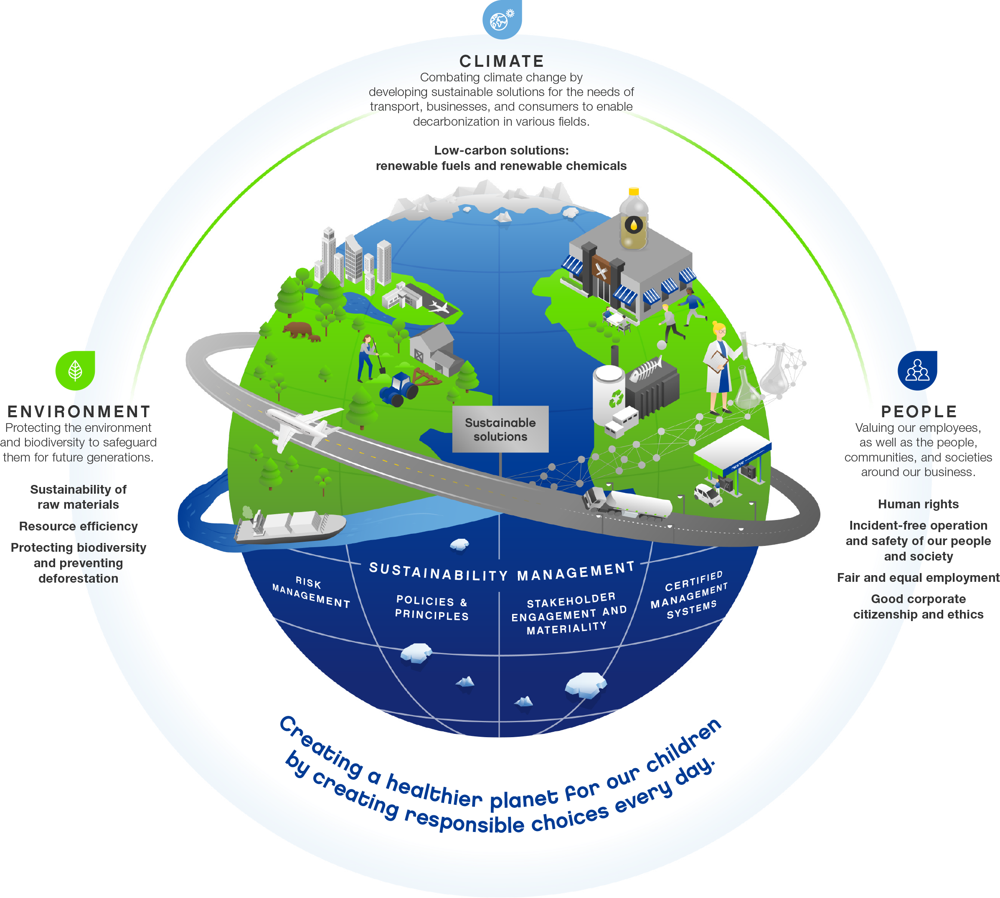 CLIMATE
Combating climate change by
developing sustainable solutions for the needs of
transport, businesses, and consumers to enable
decarbonization in various fields.
Low-carbon solutions:
renewable fuels and renewable chemicals
ENVIRONMENT
Protecting the environment
and biodiversity to safeguard
them for future generations.
Sustainability of
raw materials
Resource efficiency
Protecting biodiversity
and preventing
deforestation
Sustainable
solutions
NESTE
PEOPLE
Valuing our employees,
as well as the people,
communities, and societies
around our business.
Human rights
Incident-free operation
and safety of our people
and society
Fair and equal employment
Good corporate
citizenship and ethics
SUSTAINABILITY MANAGEMENT
RISK
MANAGEMENT
POLICIES &
PRINCIPLES
STAKEHOLDER
ENGAGEMENT AND
MATERIALITY
CERTIFIED
MANAGEMENT
SYSTEMS
Creating a healthier planet for our children
by creating responsible choices every day.